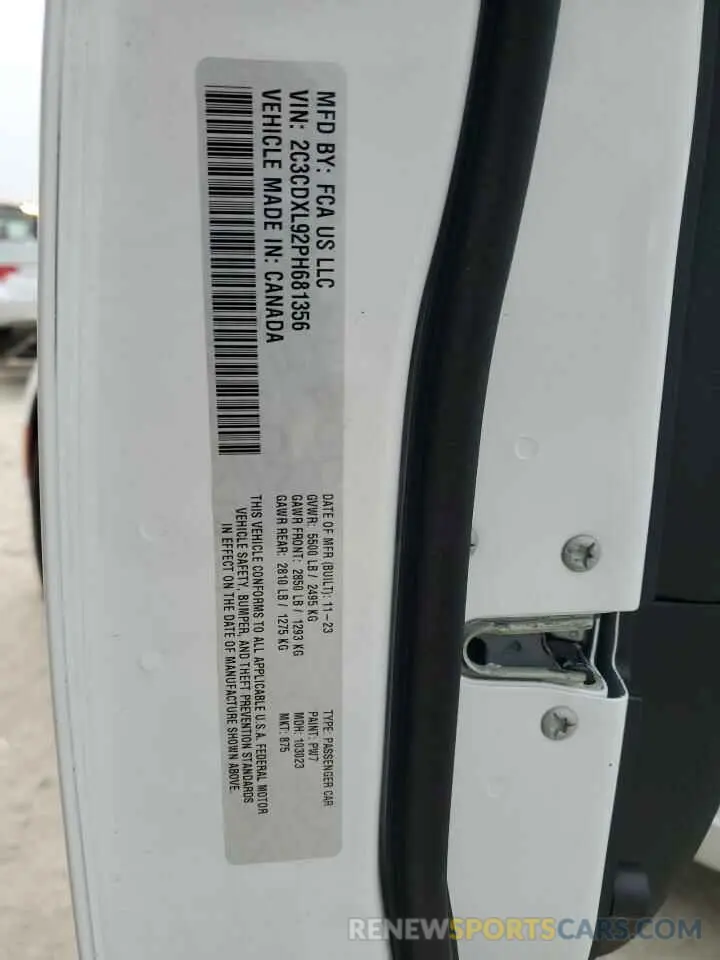 MFD BY: FCA US LLC
VIN: 2C3CDXL92PH681356
VEHICLE MADE IN: CANADA
DATE OF MFR (BUILT): 11-23
GVWR: 5500 LB / 2495 KG
GAWR FRONT: 2850 LB / 1293 KG
GAWR REAR: 2810 LB / 1275 KG
TYPE: PASSENGER CAR
PAINT: PW7
MDH: 103023
MKT: 875
THIS VEHICLE CONFORMS TO ALL APPLICABLE U.S.A. FEDERAL MOTOR
VEHICLE SAFETY, BUMPER, AND THEFT PREVENTION STANDARDS
IN EFFECT ON THE DATE OF MANUFACTURE SHOWN ABOVE.
RENEWSPORTSCARS.COM